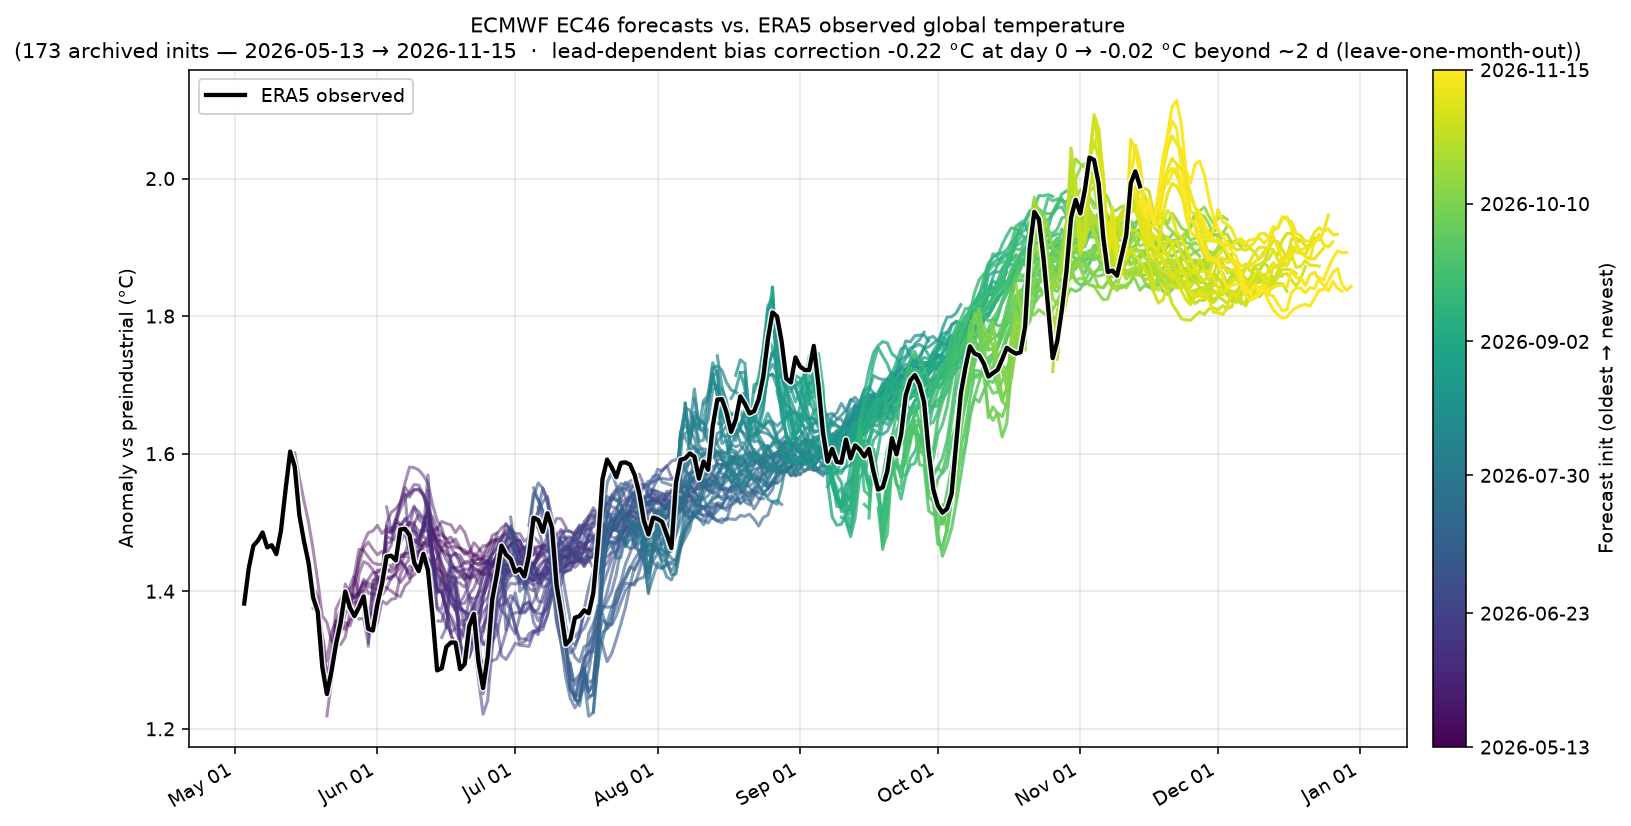 ECMWF EC46 forecasts vs. ERA5 observed global temperature
(173 archived inits — 2026-05-13 → 2026-11-15 · lead-dependent bias correction -0.22 °C at day 0 → -0.02 °C beyond ~2 d (leave-one-month-out))
ERA5 observed
Anomaly vs preindustrial (°C)
2.0
1.8
1.6
1.4
1.2
May 01
Jun 01
Jul 01
Aug 01
Sep 01
Oct 01
Nov 01
Dec 01
Jan 01
2026-11-15
2026-10-10
2026-09-02
2026-07-30
2026-06-23
2026-05-13
Forecast init (oldest → newest)